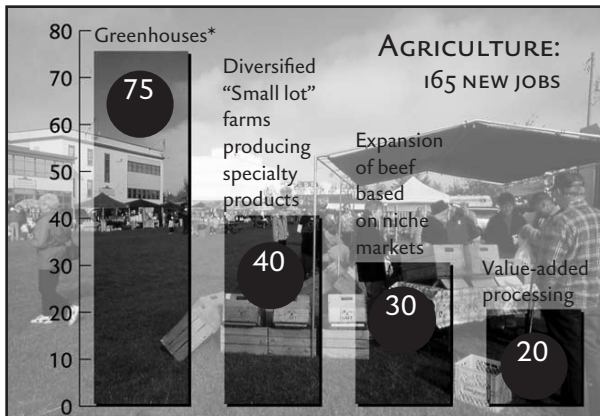 AGRICULTURE:
165 NEW JOBS
80
70
60
50
40
30
20
10
0
Greenhouses*
75
Diversified
“Small lot”
farms
producing
specialty
products
40
Expansion
of beef
based
on niche
markets
30
Value-added
processing
20